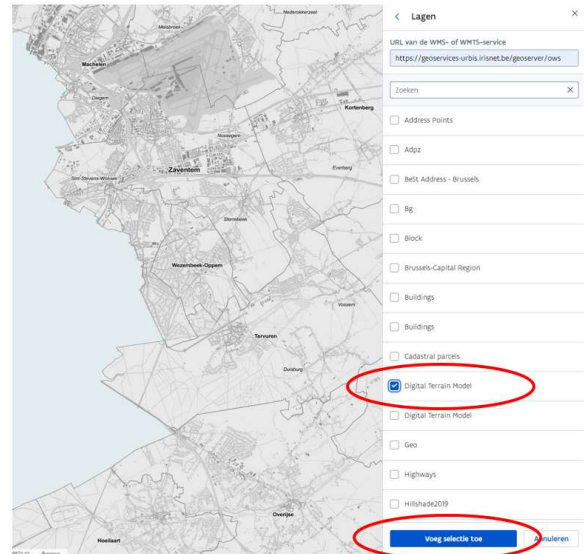 Nederokkerzeel
Melsbroek
Machelen
Diegem
Kortenberg
Nossegem
Zaventem
Sint-Stevens-Woluwe
Everberg
Sterrebeek
Wezembeek-Oppem
Vossem
Tervuren
Duisburg
Overijse
Hoeilaart
Lagen
URL van de WMS- of WMTS-service
https://geoservices-urbis.irisnet.be/geoserver/ows
Zoeken
Address Points
Adpz
BeSt Address - Brussels
Bg
Block
Brussels-Capital Region
Buildings
Buildings
Cadastral parcels
Digital Terrain Model
Digital Terrain Model
Geo
Highways
Hillshade2019
Voeg selectie toe
Annuleren